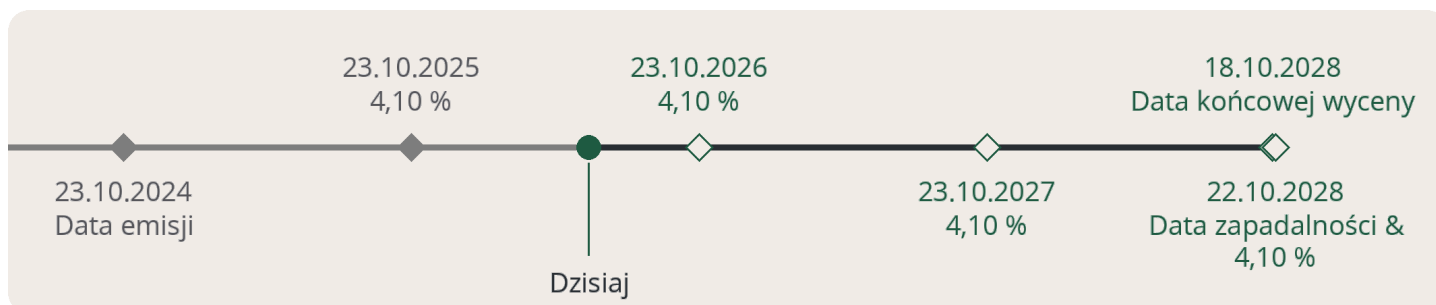 23.10.2025
4,10 %
23.10.2026
4,10 %
18.10.2028
Data końcowej wyceny
23.10.2024
Data emisji
23.10.2027
4,10 %
22.10.2028
Data zapadalności &
4,10 %
Dzisiaj